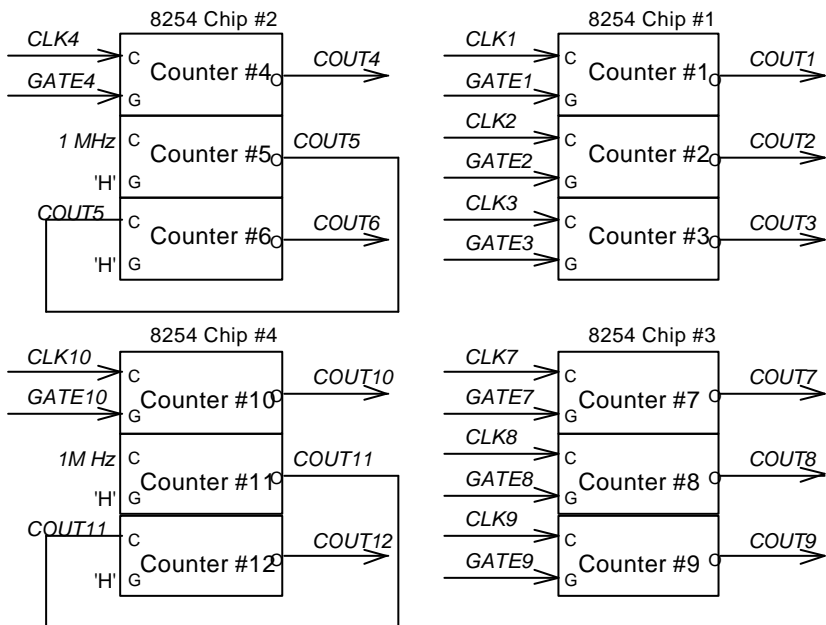 8254 Chip #2
CLK4
C
Counter #4
O
COUT4
GATE4
G
1 MHz
C
Counter #5
O
COUT5
'H'
G
COUT5
C
Counter #6
O
COUT6
'H'
G
8254 Chip #1
CLK1
C
Counter #1
O
COUT1
GATE1
G
CLK2
C
Counter #2
O
COUT2
GATE2
G
CLK3
C
Counter #3
O
COUT3
GATE3
G
8254 Chip #4
CLK10
C
Counter #10
O
COUT10
GATE10
G
1M Hz
C
Counter #11
O
COUT11
'H'
G
COUT11
C
Counter #12
O
COUT12
'H'
G
8254 Chip #3
CLK7
C
Counter #7
O
COUT7
GATE7
G
CLK8
C
Counter #8
O
COUT8
GATE8
G
CLK9
C
Counter #9
O
COUT9
GATE9
G